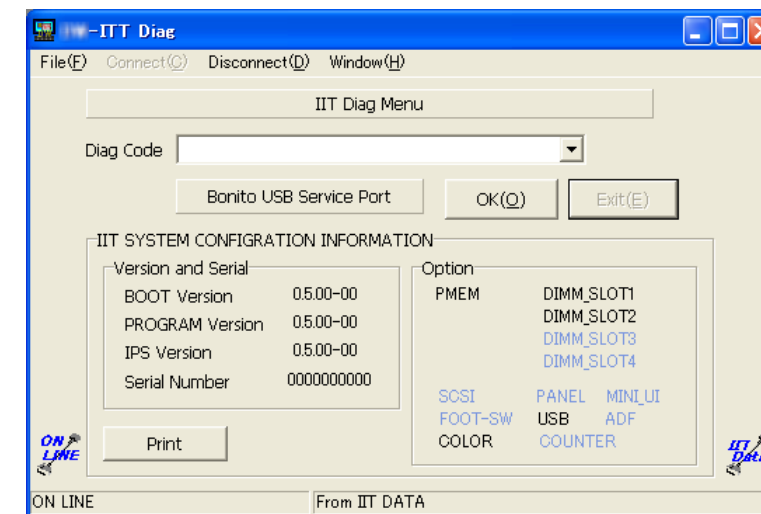 -ITT Diag
File(F) Connect(C) Disconnect(D) Window(H)
IIT Diag Menu
Diag Code
Bonito USB Service Port OK(O) Exit(E)
IIT SYSTEM CONFIGRATION INFORMATION
Version and Serial
BOOT Version 0.5.00-00
PROGRAM Version 0.5.00-00
IPS Version 0.5.00-00
Serial Number 0000000000
Option
PMEM DIMM_SLOT1
DIMM_SLOT2
DIMM_SLOT3
DIMM_SLOT4
SCSI PANEL MINI_UI
FOOT-SW USB ADF
COLOR COUNTER
ON
LINE
Print
IIT
ON LINE From IIT DATA